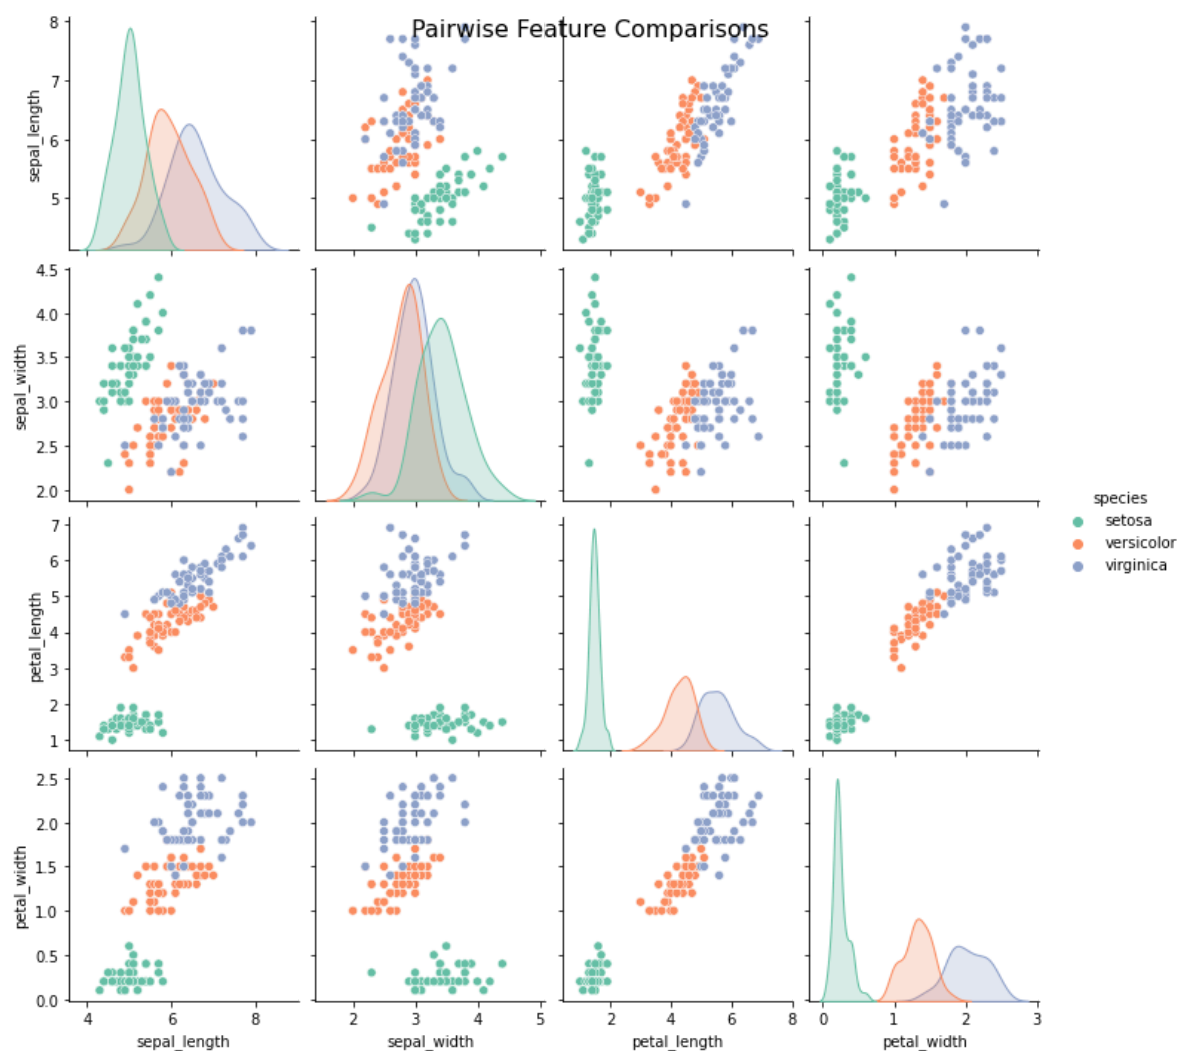 Pairwise Feature Comparisons
8
7
6
5
sepal_length
4.5
4.0
3.5
3.0
2.5
2.0
sepal_width
species
setosa
versicolor
virginica
7
6
5
4
3
2
1
petal_length
2.5
2.0
1.5
1.0
0.5
0.0
petal_width
4 6 8
2 3 4 5
2 4 6 8
0 1 2 3
sepal_length
sepal_width
petal_length
petal_width